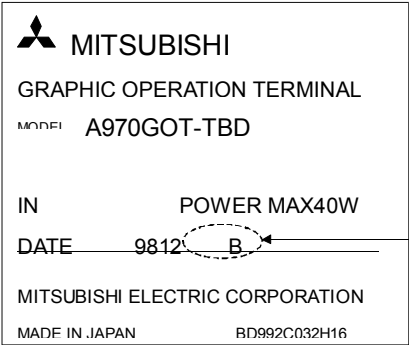 MITSUBISHI
GRAPHIC OPERATION TERMINAL
MODEL A970GOT-TBD
IN POWER MAX40W
DATE 9812 B
MITSUBISHI ELECTRIC CORPORATION
MADE IN JAPAN BD992C032H16